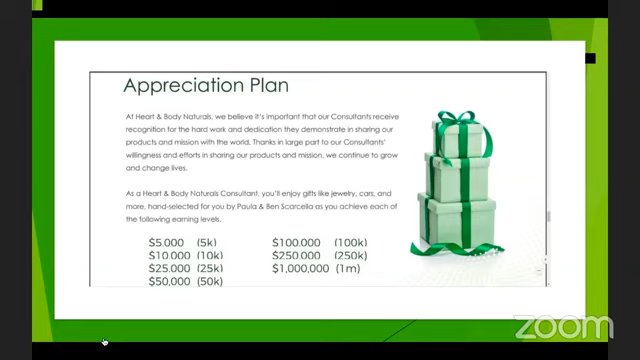 Appreciation Plan
At Heart & Body Naturals, we believe it's important that our Consultants receive
recognition for the hard work and dedication they demonstrate in sharing our
products and mission with the world. Thanks in large part to our Consultants'
willingness and efforts in sharing our products and mission, we continue to grow
and change lives.
As a Heart & Body Naturals Consultant, you'll enjoy gifts like jewelry, cars, and
more, hand-selected for you by Paula & Ben Scarcella as you achieve each of
the following earning levels.
$5,000 (5k) $100,000 (100k)
$10,000 (10k) $250,000 (250k)
$25,000 (25k) $1,000,000 (1m)
$50,000 (50k)
zoom